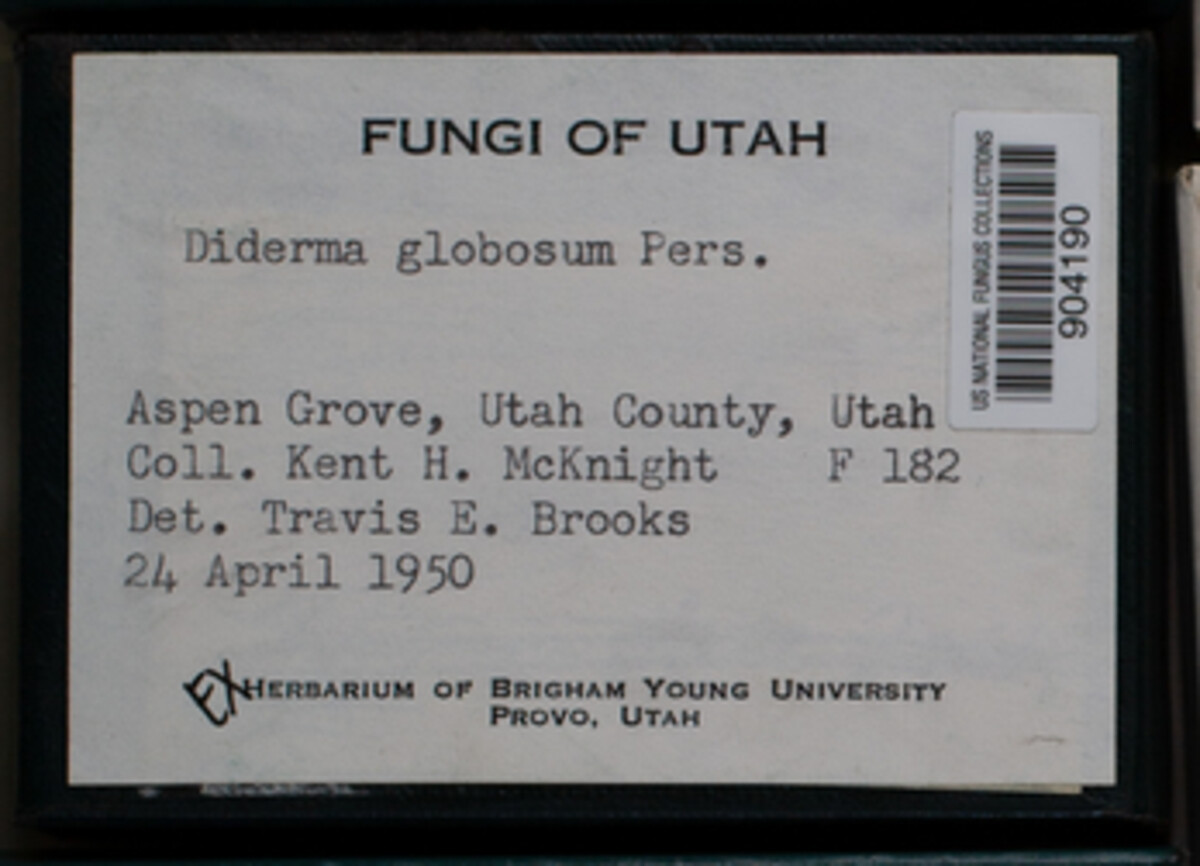 FUNGI OF UTAH
Diderma globosum Pers.
Aspen Grove, Utah County, Utah
Coll. Kent H. McKnight F 182
Det. Travis E. Brooks
24 April 1950
EX HERBARIUM OF BRIGHAM YOUNG UNIVERSITY
PROVO, UTAH
US NATIONAL FUNGUS COLLECTIONS
904190